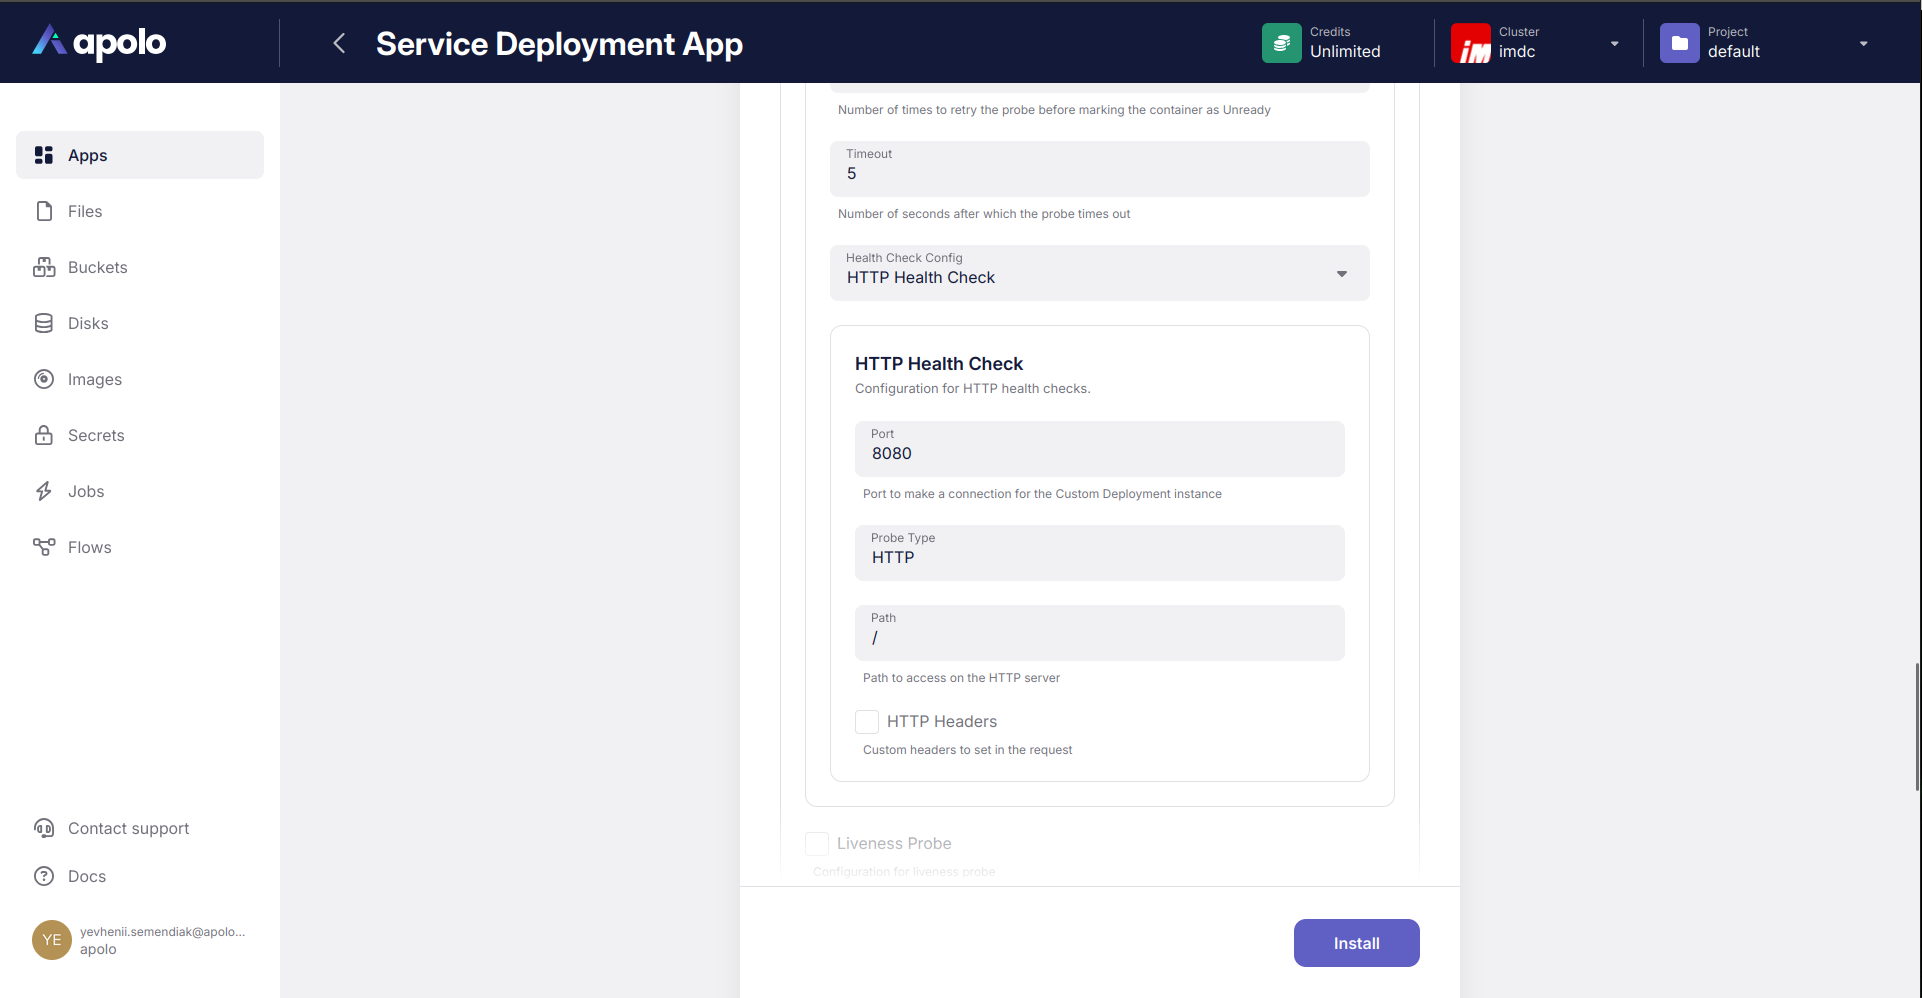 apolo
Service Deployment App
Credits
Unlimited
iM
Cluster
imdc
Project
default
Apps
Files
Buckets
Disks
Images
Secrets
Jobs
Flows
Contact support
Docs
YE
yevhenii.semendiak@apolo...
apolo
Number of times to retry the probe before marking the container as Unready
Timeout
5
Number of seconds after which the probe times out
Health Check Config
HTTP Health Check
HTTP Health Check
Configuration for HTTP health checks.
Port
8080
Port to make a connection for the Custom Deployment instance
Probe Type
HTTP
Path
/
Path to access on the HTTP server
HTTP Headers
Custom headers to set in the request
Liveness Probe
Configuration for liveness probe
Install